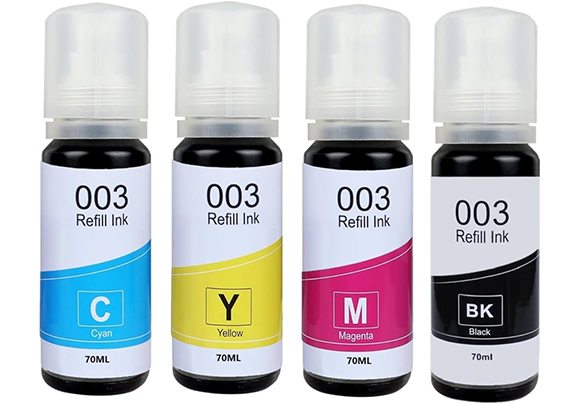 003
Refill Ink
C
Cyan
70ML
003
Refill Ink
Y
Yellow
70ML
003
Refill Ink
M
Magenta
70ML
003
Refill Ink
BK
Black
70ml